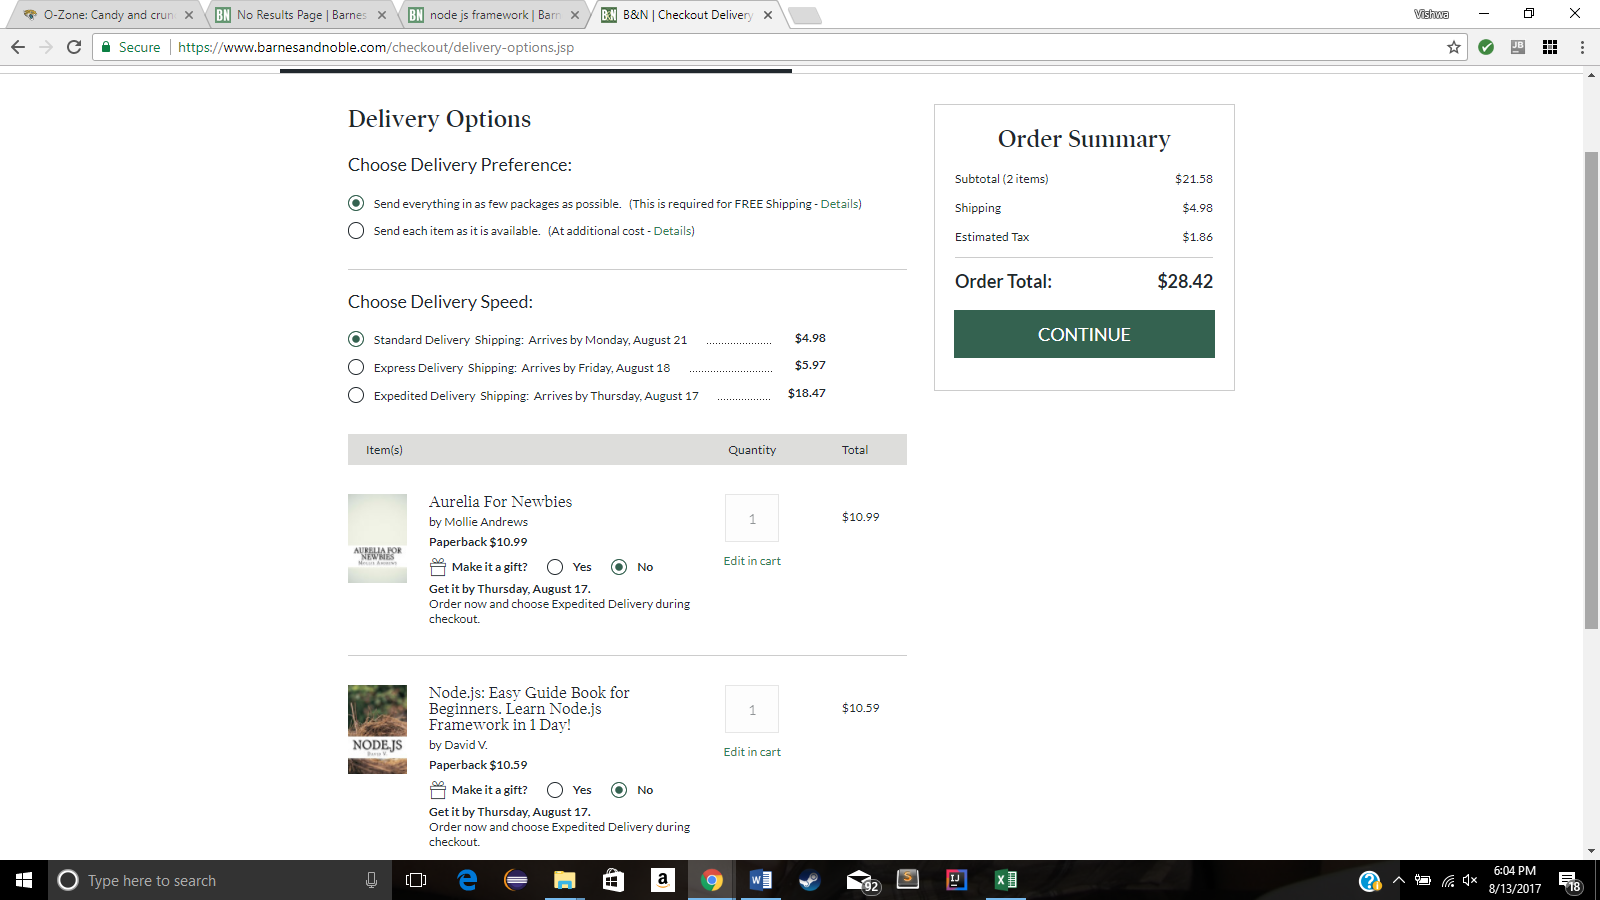 O-Zone: Candy and crun
No Results Page | Barnes
node js framework | Barn
B&N | Checkout Delivery
Vishwa
Secure
https://www.barnesandnoble.com/checkout/delivery-options.jsp
Delivery Options
Choose Delivery Preference:
Send everything in as few packages as possible. (This is required for FREE Shipping - Details)
Send each item as it is available. (At additional cost - Details)
Choose Delivery Speed:
Standard Delivery Shipping: Arrives by Monday, August 21 ...................... $4.98
Express Delivery Shipping: Arrives by Friday, August 18 ............................ $5.97
Expedited Delivery Shipping: Arrives by Thursday, August 17 .................. $18.47
Item(s) Quantity Total
Aurelia For Newbies
by Mollie Andrews
Paperback $10.99
Make it a gift? Yes No
Get it by Thursday, August 17.
Order now and choose Expedited Delivery during
checkout.
AURELIA FOR
NEWBIES
MOLLIE ANDREWS
1
Edit in cart
$10.99
Node.js: Easy Guide Book for
Beginners. Learn Node.js
Framework in 1 Day!
by David V.
Paperback $10.59
Make it a gift? Yes No
Get it by Thursday, August 17.
Order now and choose Expedited Delivery during
checkout.
NODE.JS
David V.
1
Edit in cart
$10.59
Order Summary
Subtotal (2 items) $21.58
Shipping $4.98
Estimated Tax $1.86
Order Total: $28.42
CONTINUE
Type here to search
92
6:04 PM
8/13/2017
18